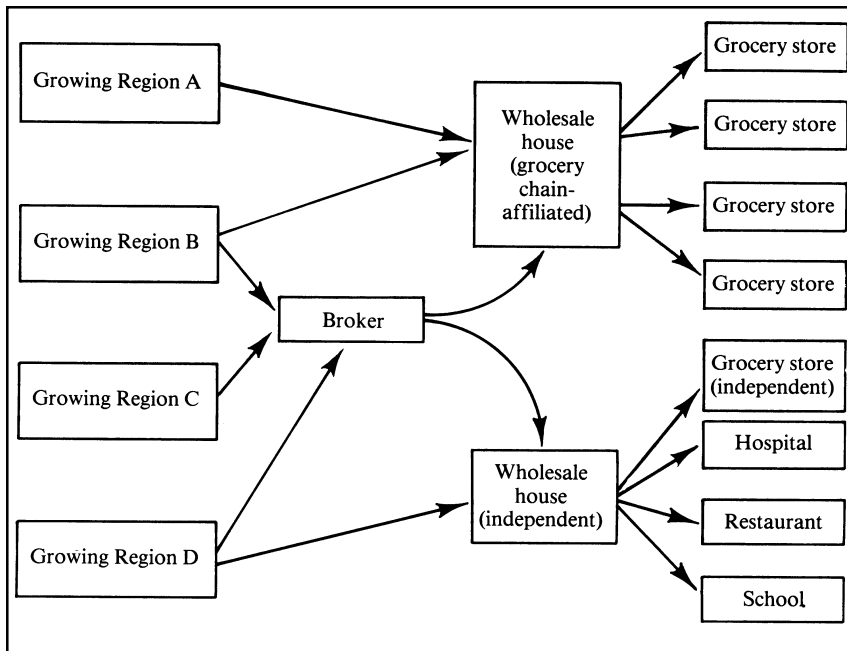 Growing Region A
Growing Region B
Growing Region C
Growing Region D
Broker
Wholesale
house
(grocery
chain-
affiliated)
Wholesale
house
(independent)
Grocery store
Grocery store
Grocery store
Grocery store
Grocery store
(independent)
Hospital
Restaurant
School